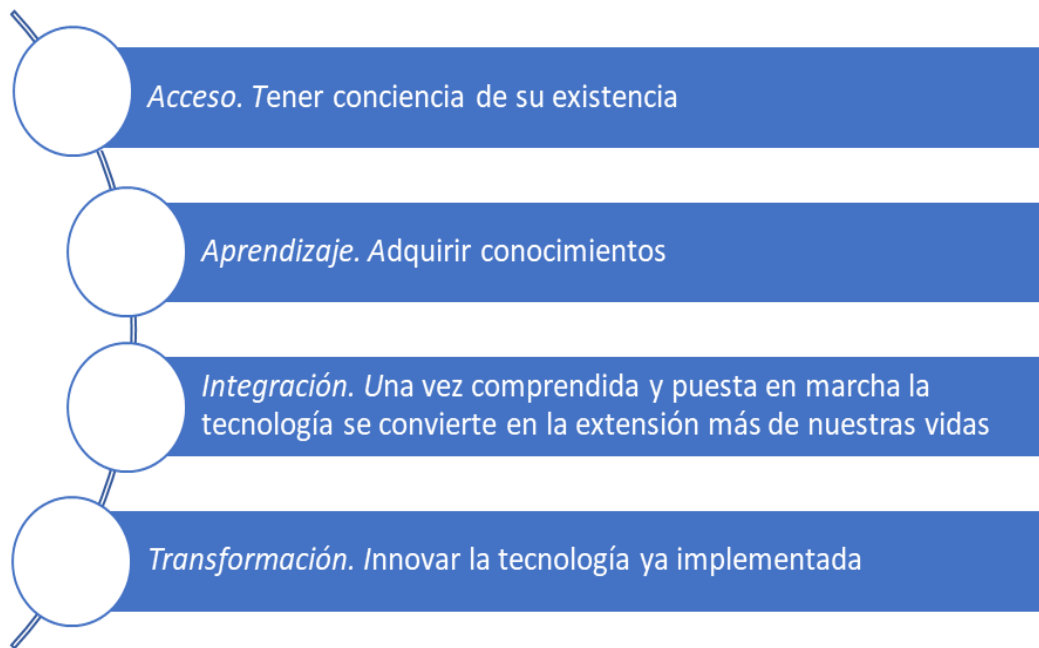 Acceso. Tener conciencia de su existencia
Aprendizaje. Adquirir conocimientos
Integración. Una vez comprendida y puesta en marcha la
tecnología se convierte en la extensión más de nuestras vidas
Transformación. Innovar la tecnología ya implementada